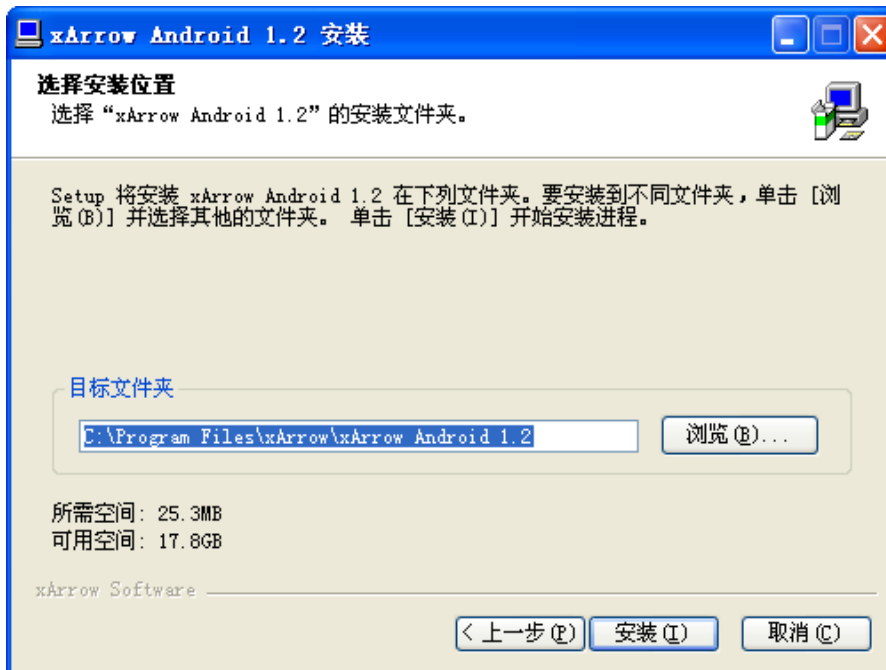 xArrow Android 1.2 安装
选择安装位置
选择“xArrow Android 1.2”的安装文件夹。
Setup 将安装 xArrow Android 1.2 在下列文件夹。要安装到不同文件夹，单击 [浏
览(B)] 并选择其他的文件夹。 单击 [安装(I)] 开始安装进程。
目标文件夹
C:\Program Files\xArrow\xArrow Android 1.2
浏览(B)...
所需空间: 25.3MB
可用空间: 17.8GB
xArrow Software
< 上一步(P)
安装(I)
取消(C)